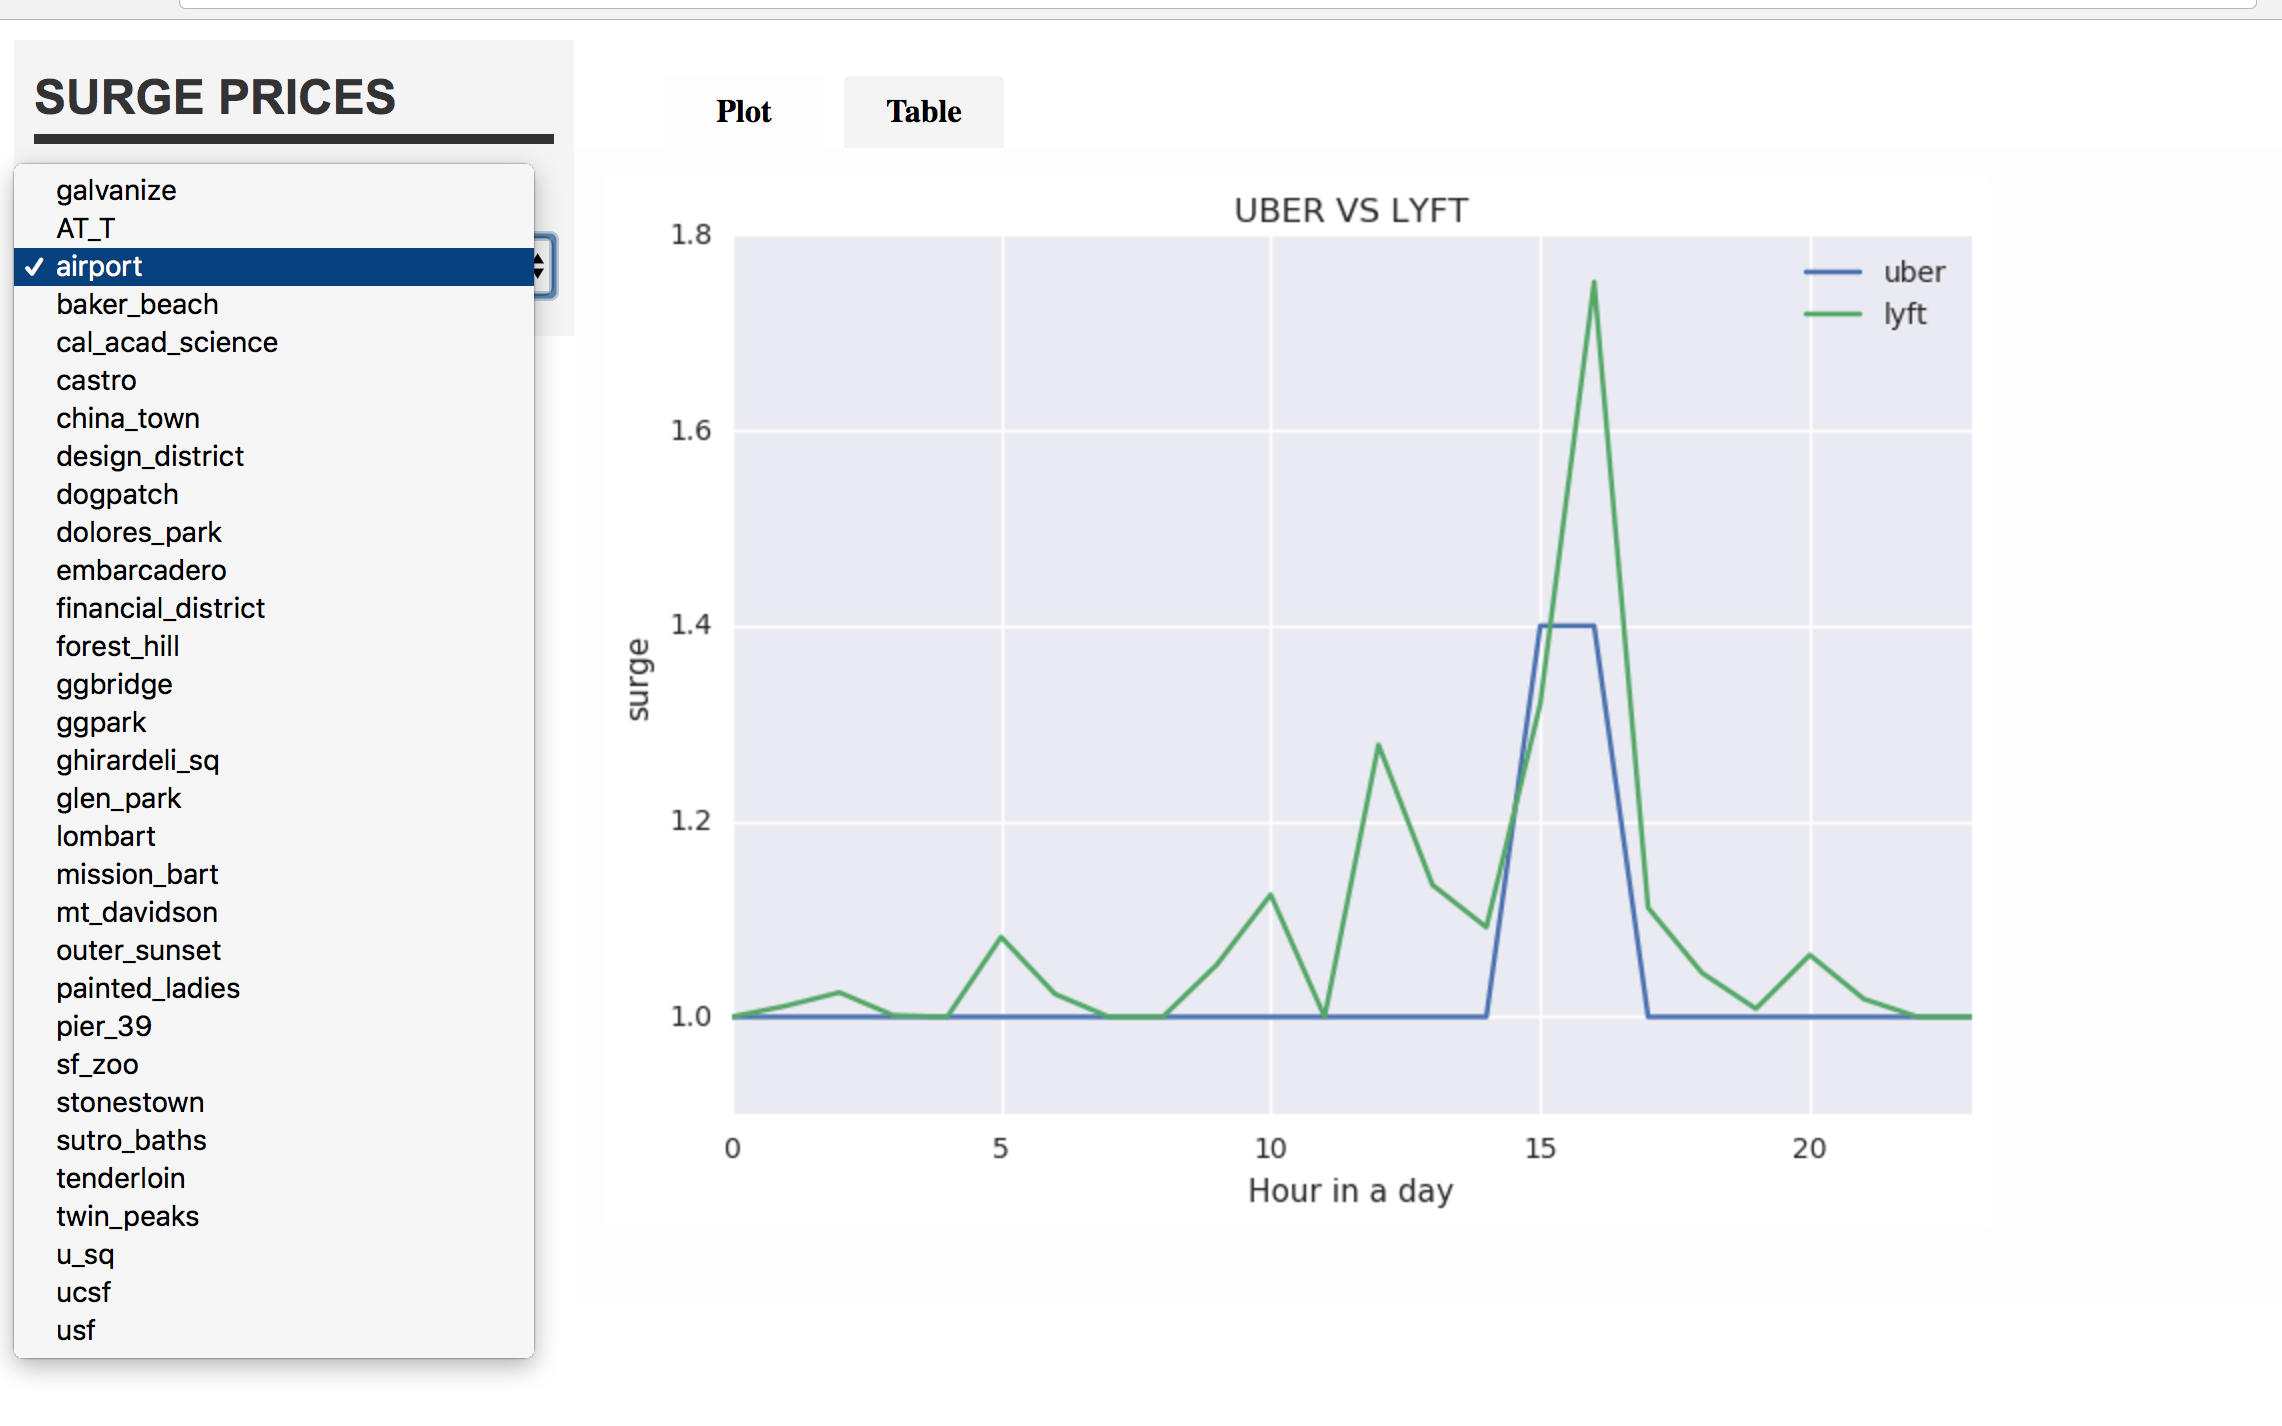 SURGE PRICES
galvanize
AT_T
✓ airport
baker_beach
cal_acad_science
castro
china_town
design_district
dogpatch
dolores_park
embarcadero
financial_district
forest_hill
ggbridge
ggpark
ghirardeli_sq
glen_park
lombart
mission_bart
mt_davidson
outer_sunset
painted_ladies
pier_39
sf_zoo
stonestown
sutro_baths
tenderloin
twin_peaks
u_sq
ucsf
usf
Plot
Table
UBER VS LYFT
uber
lyft
1.8
1.6
1.4
1.2
1.0
surge
0 5 10 15 20
Hour in a day